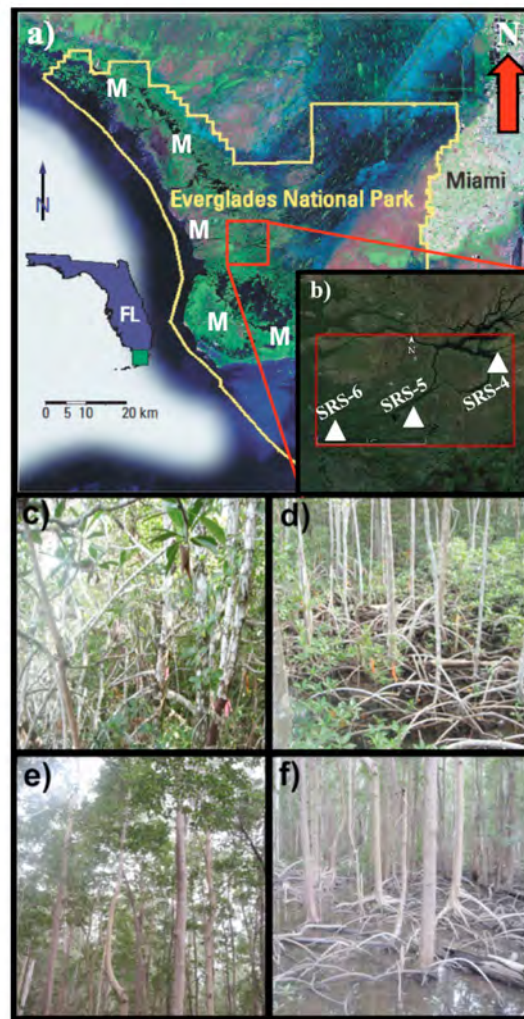 a)
N
M
M
Everglades National Park
Miami
M
N
FL
M
M
b)
N
SRS-6
SRS-5
SRS-4
0 5 10 20 km
c)
d)
e)
f)